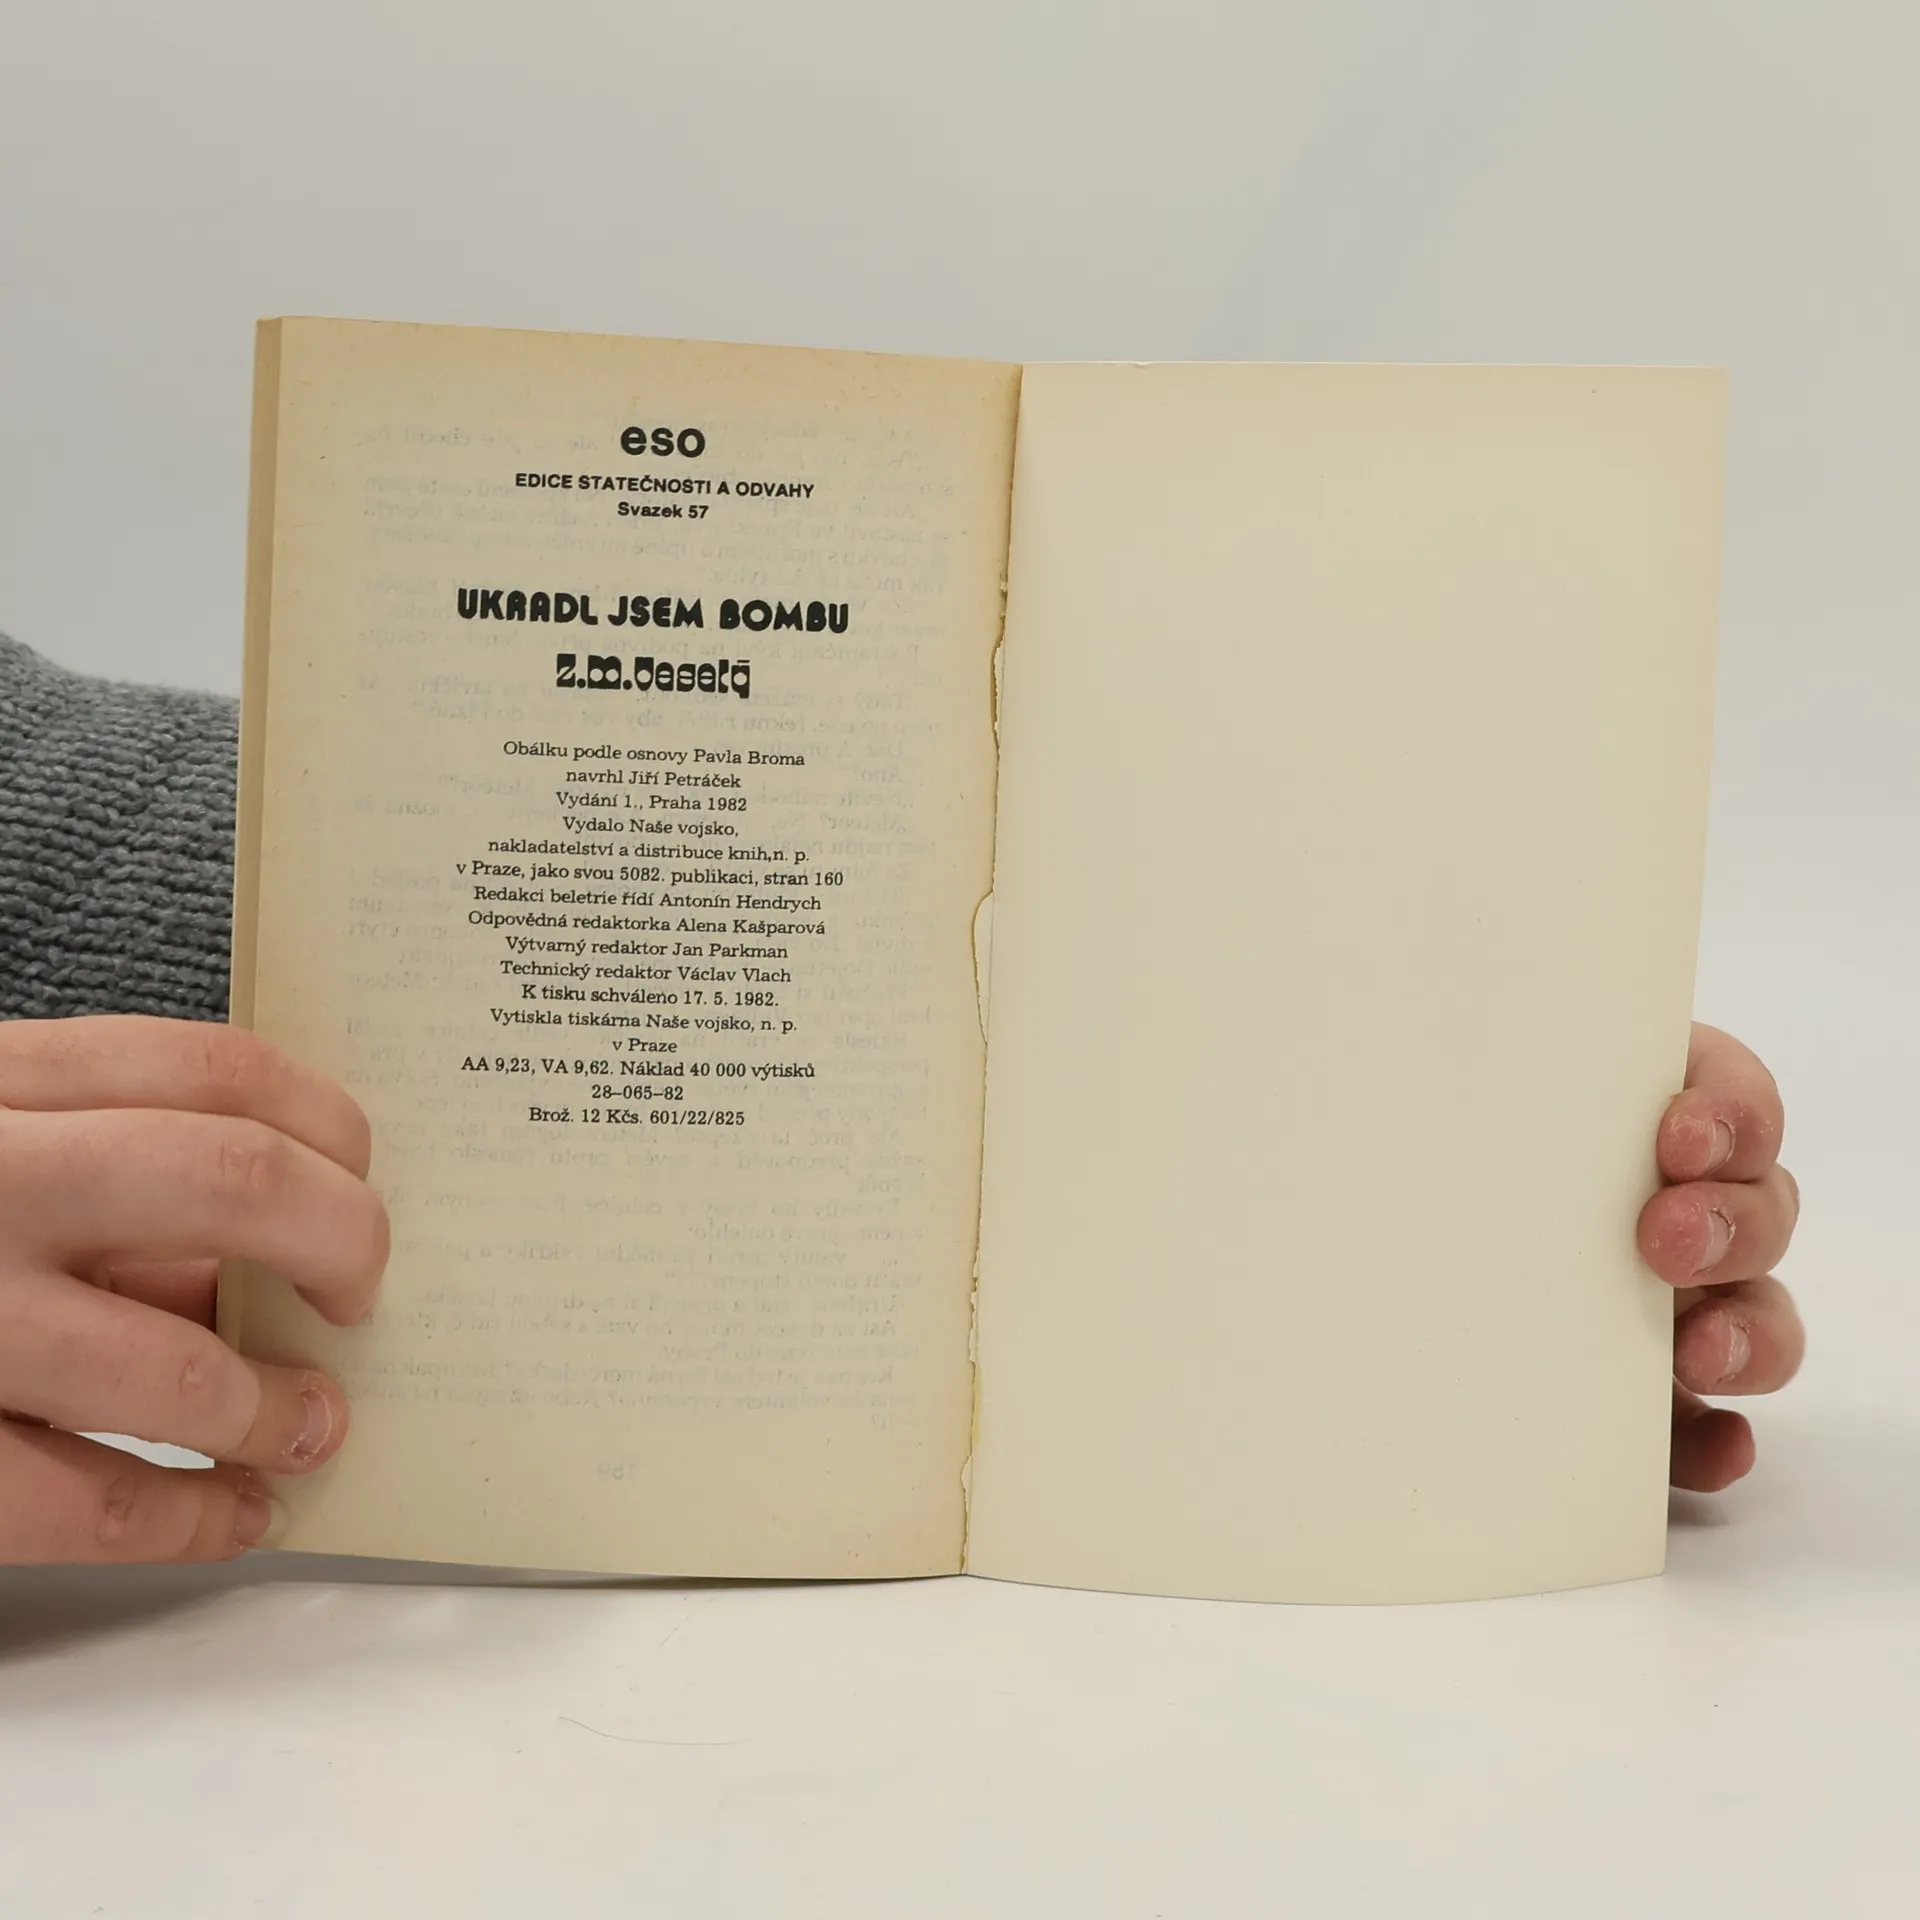 eso
EDICE STATEČNOSTI A ODVAHY
Svazek 57
UKRADL JSEM BOMBU
z.m.veselý
Obálku podle osnovy Pavla Broma
navrhl Jiří Petráček
Vydání 1., Praha 1982
Vydalo Naše vojsko,
nakladatelství a distribuce knih,n. p.
v Praze, jako svou 5082. publikaci, stran 160
Redakci beletrie řídí Antonín Hendrych
Odpovědná redaktorka Alena Kašparová
Výtvarný redaktor Jan Parkman
Technický redaktor Václav Vlach
K tisku schváleno 17. 5. 1982.
Vytiskla tiskárna Naše vojsko, n. p.
v Praze
AA 9,23, VA 9,62. Náklad 40 000 výtisků
28–065–82
Brož. 12 Kčs. 601/22/825